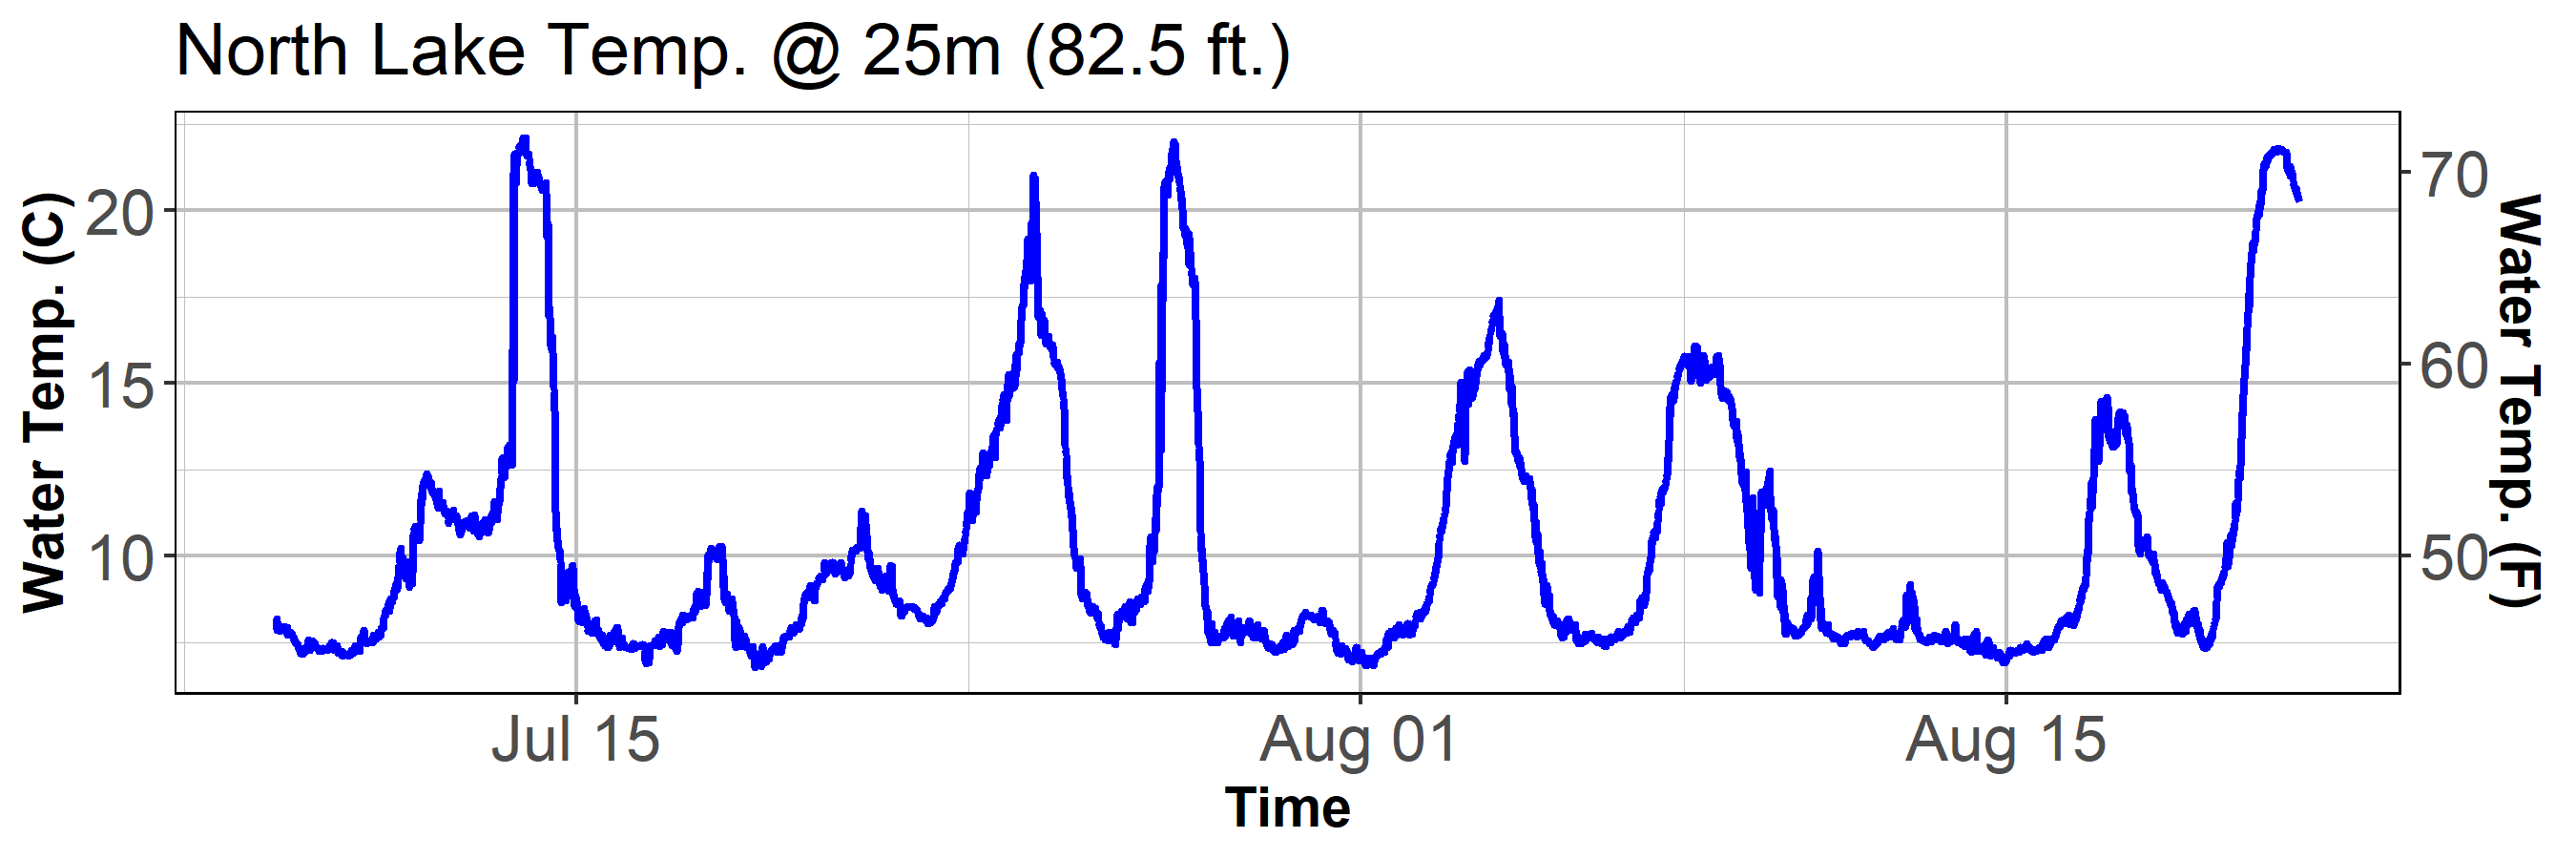 North Lake Temp. @ 25m (82.5 ft.)
Water Temp. (C)
20
15
10
70
60
50
Water Temp. (F)
Jul 15
Aug 01
Aug 15
Time